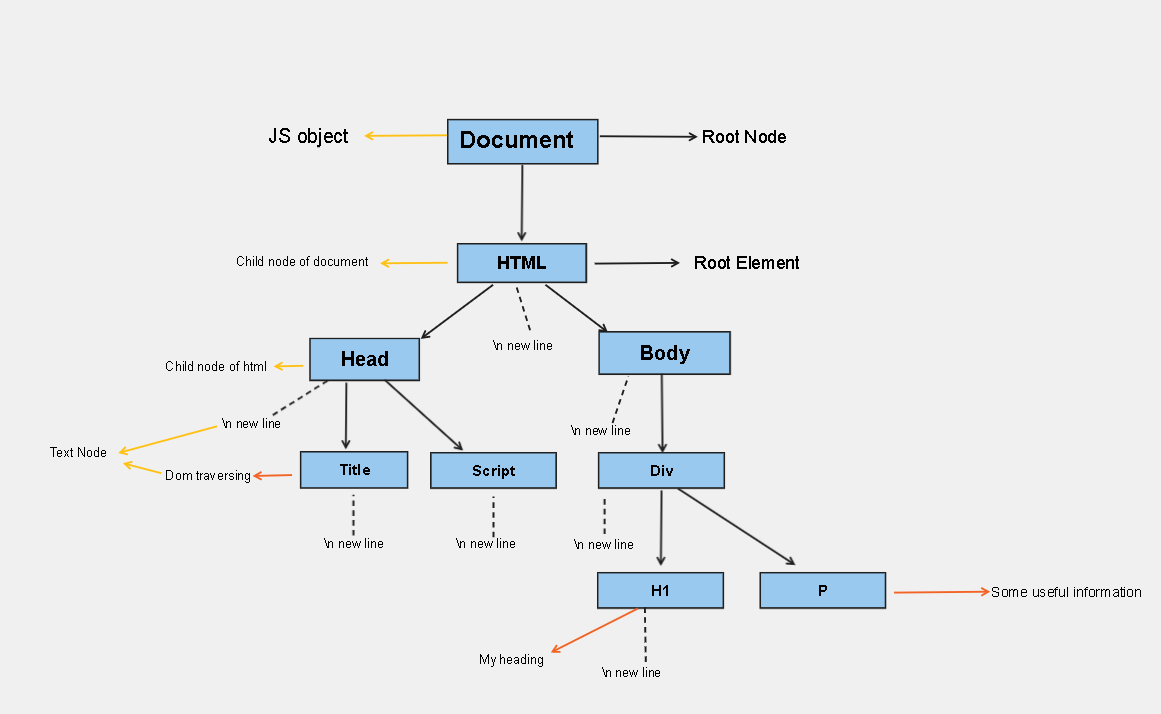 JS object
Document
Root Node
Child node of document
HTML
Root Element
\n new line
Head
Body
Child node of html
\n new line
\n new line
Text Node
Dom traversing
Title
Script
Div
\n new line
\n new line
\n new line
H1
P
Some useful information
My heading
\n new line